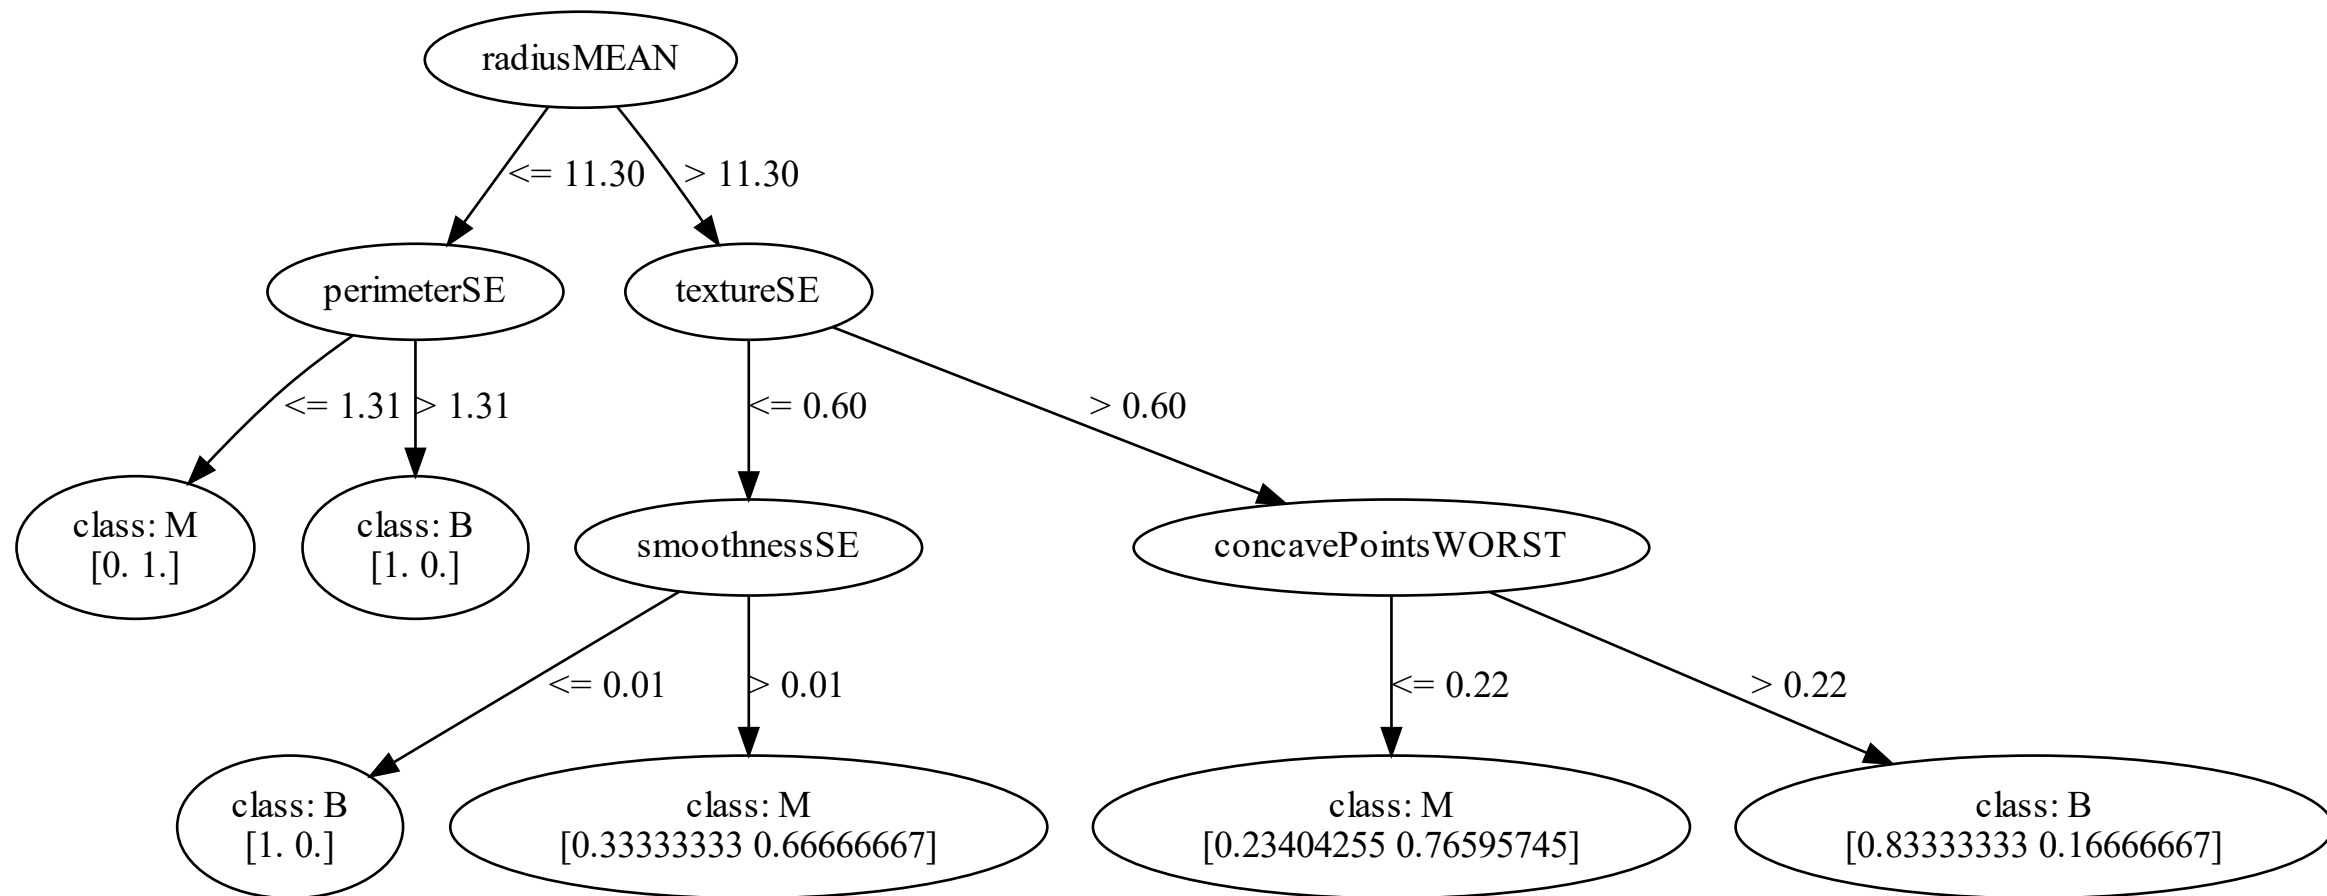 radiusMEAN
<= 11.30
> 11.30
perimeterSE
textureSE
<= 1.31
> 1.31
<= 0.60
> 0.60
class: M
[0. 1.]
class: B
[1. 0.]
smoothnessSE
concavePointsWORST
<= 0.01
> 0.01
<= 0.22
> 0.22
class: B
[1. 0.]
class: M
[0.33333333 0.66666667]
class: M
[0.23404255 0.76595745]
class: B
[0.83333333 0.16666667]